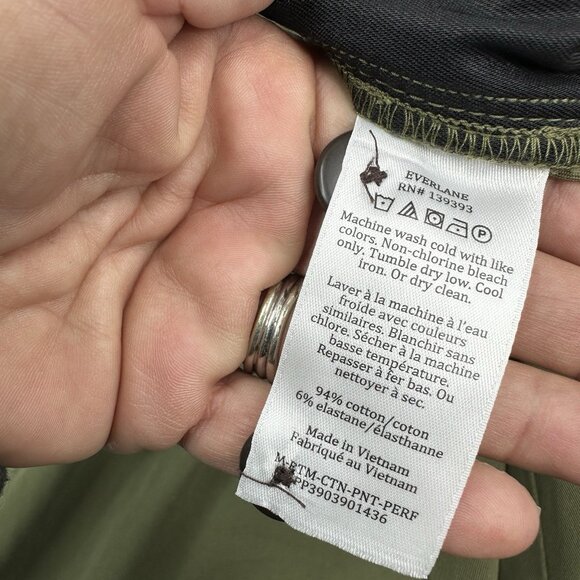 EVERLANE
RN# 139393
Machine wash cold with like
colors. Non-chlorine bleach
only. Tumble dry low. Cool
iron. Or dry clean.
Laver à la machine à l'eau
froide avec couleurs
similaires. Blanchir sans
chlore. Sécher à la machine
basse température.
Repasser à fer bas. Ou
nettoyer à sec.
94% cotton/coton
6% elastane/élasthanne
Made in Vietnam
Fabriqué au Vietnam
M-BTM-CTN-PNT-PERF
PP3903901436